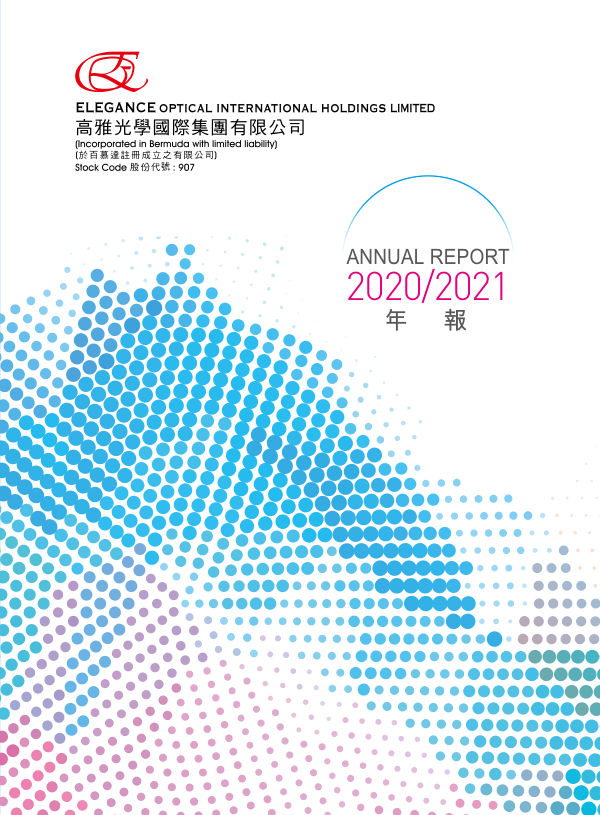 ELEGANCE OPTICAL INTERNATIONAL HOLDINGS LIMITED
高雅光學國際集團有限公司
(Incorporated in Bermuda with limited liability)
(於百慕達註冊成立之有限公司)
Stock Code 股份代號 : 907
ANNUAL REPORT
2020/2021
年 報